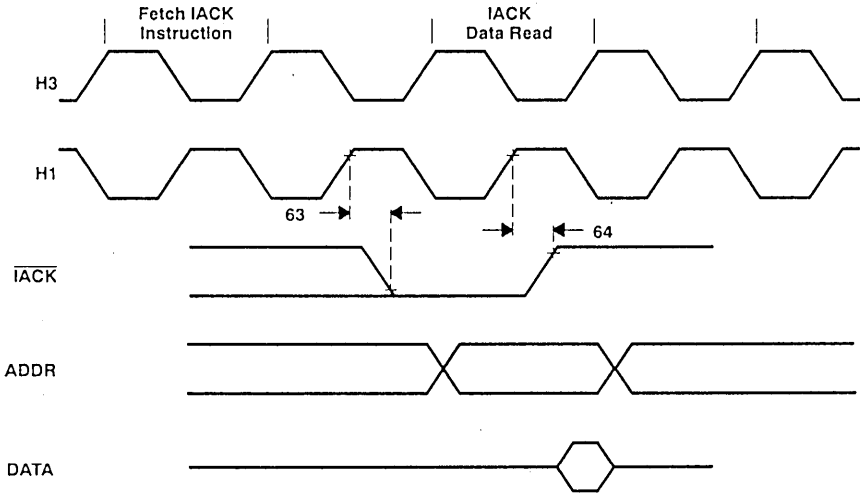 Fetch IACK
Instruction
IACK
Data Read
H3
H1
63
64
IACK
ADDR
DATA